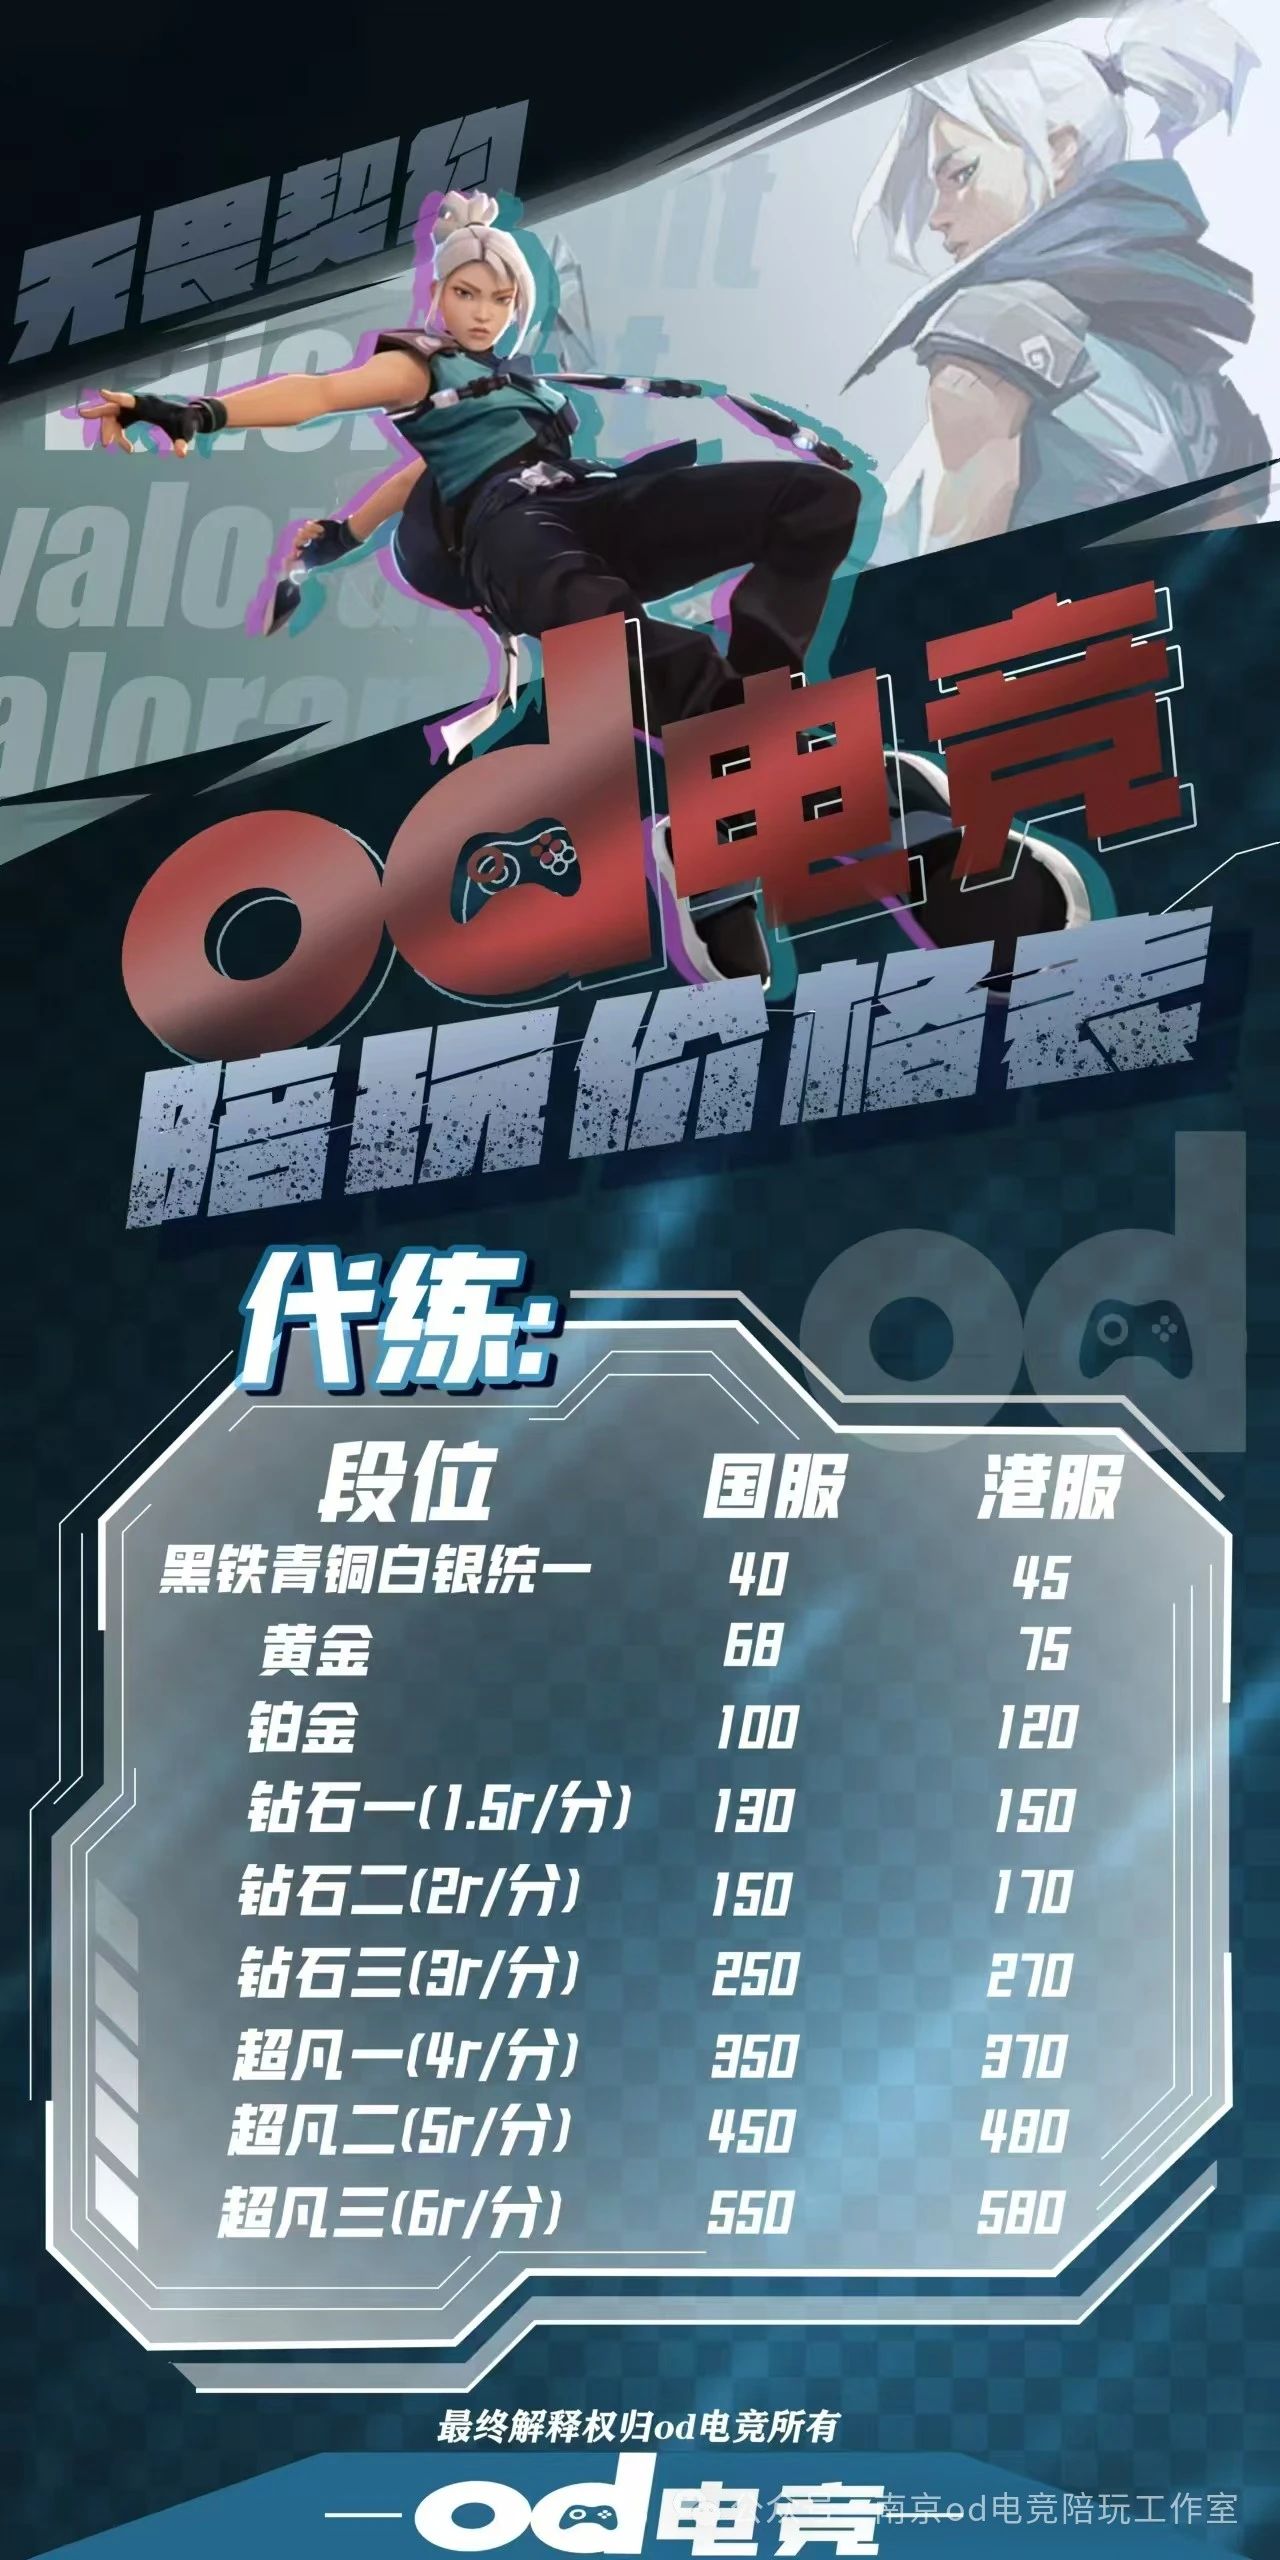 无畏契约
valorant
valorant
valorant
od电竞
陪玩价格表
od
代练:
段位 国服 港服
黑铁青铜白银统一 40 45
黄金 68 75
铂金 100 120
钻石一(1.5r/分) 130 150
钻石二(2r/分) 150 170
钻石三(3r/分) 250 270
超凡一(4r/分) 350 370
超凡二(5r/分) 450 480
超凡三(6r/分) 550 580
最终解释权归od电竞所有
od电竞
公众号 南京od电竞陪玩工作室